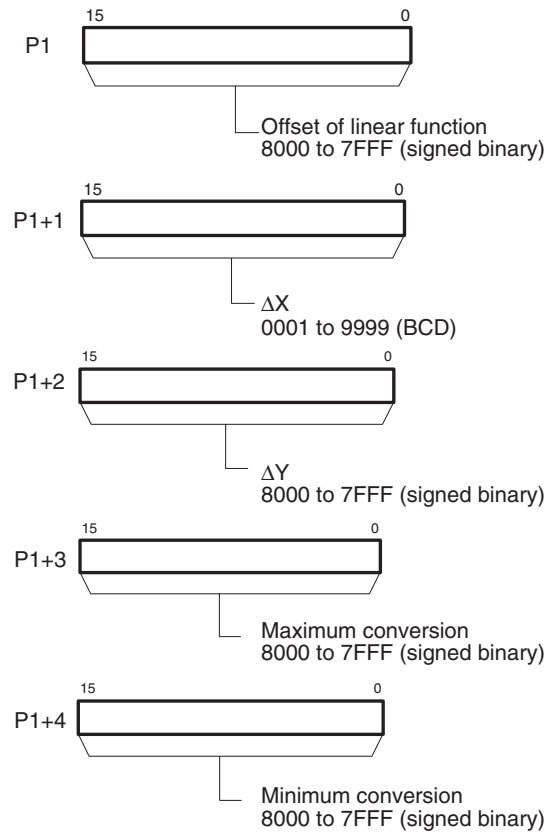 15 0
P1
Offset of linear function
8000 to 7FFF (signed binary)
15 0
P1+1
ΔX
0001 to 9999 (BCD)
15 0
P1+2
ΔY
8000 to 7FFF (signed binary)
15 0
P1+3
Maximum conversion
8000 to 7FFF (signed binary)
15 0
P1+4
Minimum conversion
8000 to 7FFF (signed binary)